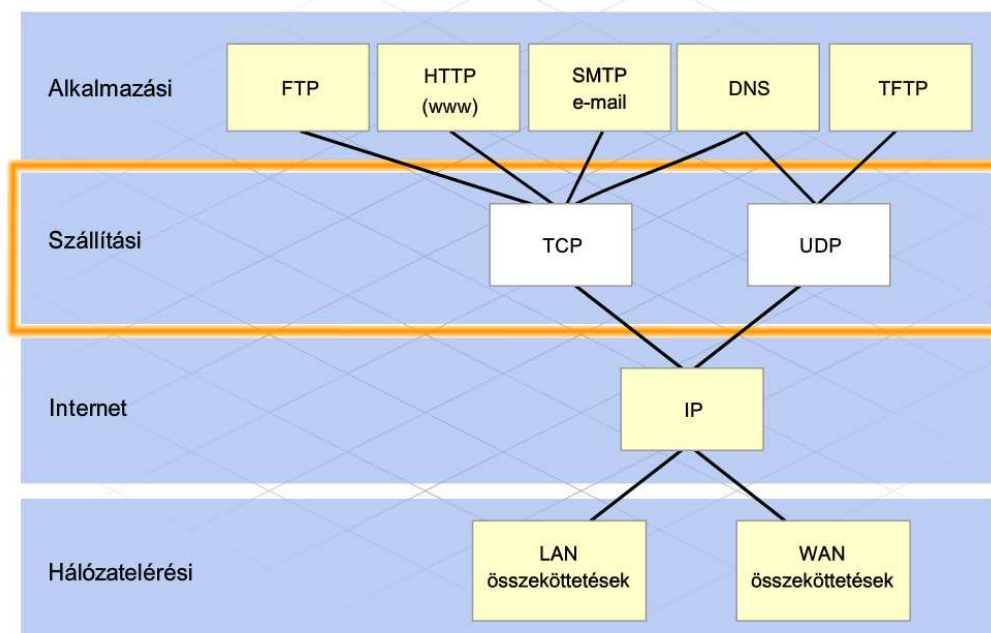 Alkalmazási
FTP
HTTP
(www)
SMTP
e-mail
DNS
TFTP
Szállítási
TCP
UDP
Internet
IP
Hálózatelérési
LAN
összeköttetések
WAN
összeköttetések